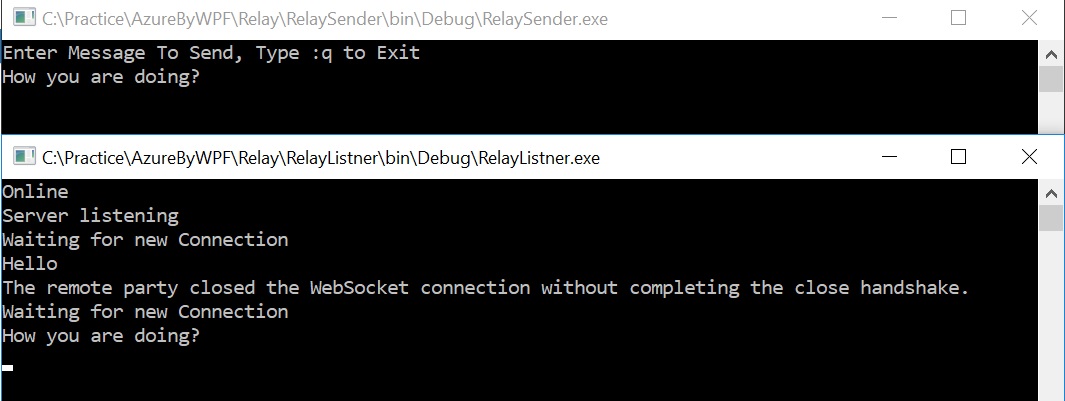 C:\Practice\AzureByWPF\Relay\RelaySender\bin\Debug\RelaySender.exe
Enter Message To Send, Type :q to Exit
How you are doing?
C:\Practice\AzureByWPF\Relay\RelayListner\bin\Debug\RelayListner.exe
Online
Server listening
Waiting for new Connection
Hello
The remote party closed the WebSocket connection without completing the close handshake.
Waiting for new Connection
How you are doing?